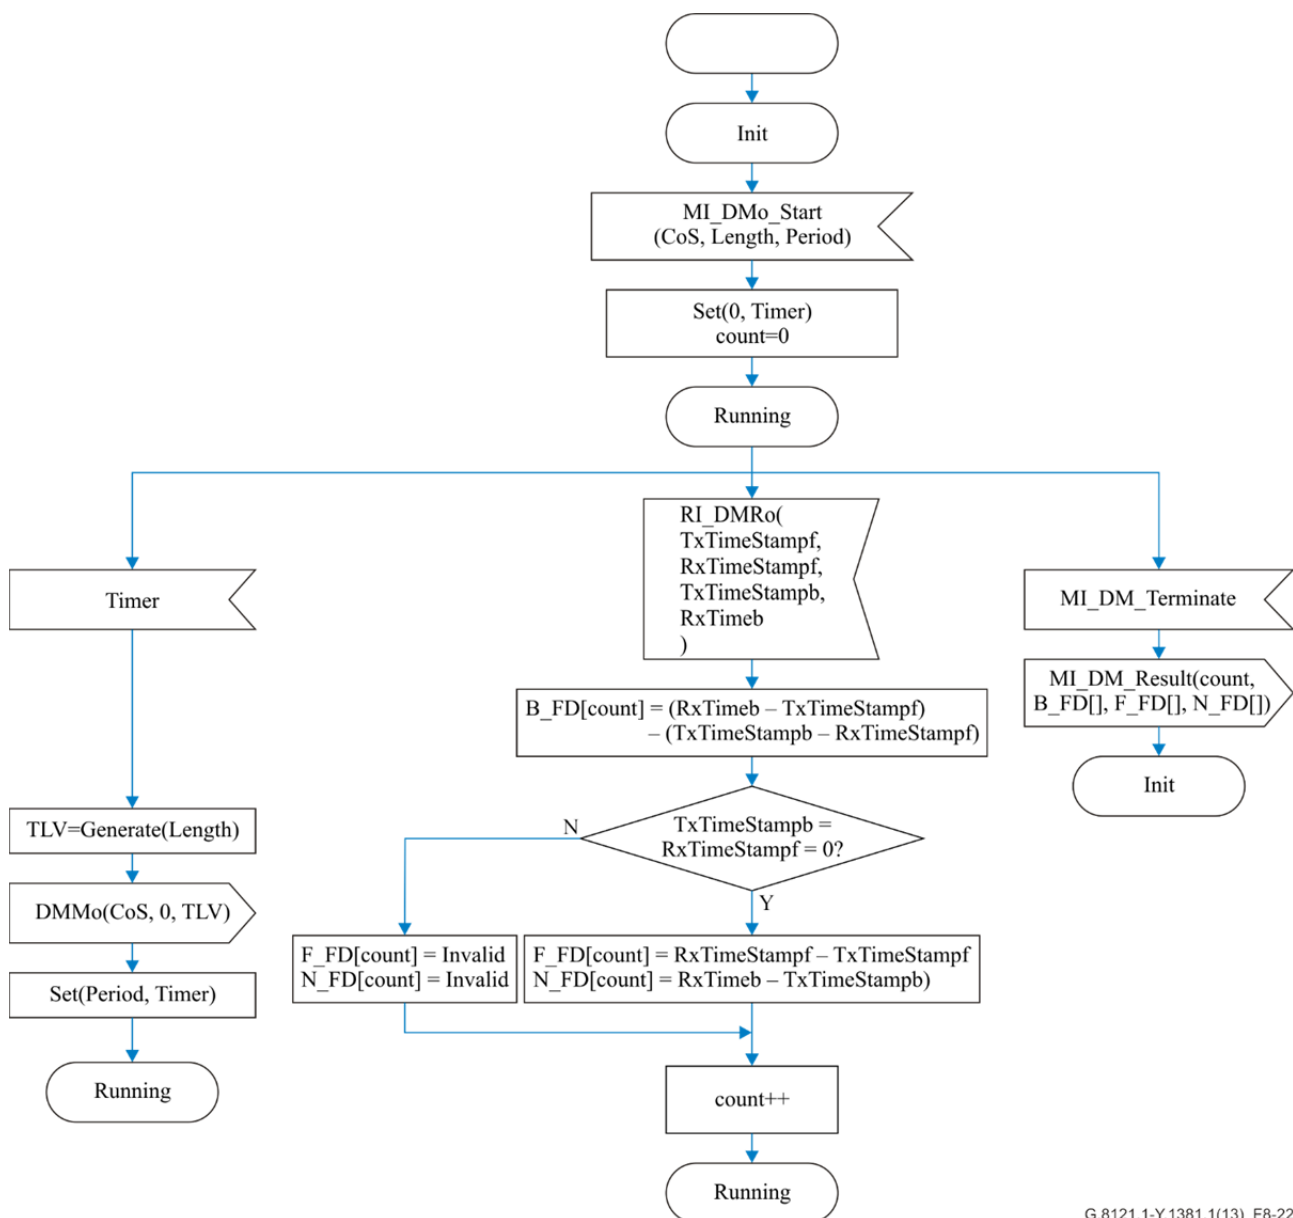 Init
MI_DMo_Start
(CoS, Length, Period)
Set(0, Timer)
count=0
Running
Timer
TLV=Generate(Length)
DMMo(CoS, 0, TLV)
Set(Period, Timer)
Running
RI_DMRo(
TxTimeStampf,
RxTimeStampf,
TxTimeStampb,
RxTimeb
)
B_FD[count] = (RxTimeb – TxTimeStampf)
– (TxTimeStampb – RxTimeStampf)
TxTimeStampb =
RxTimeStampf = 0?
N
Y
F_FD[count] = Invalid
N_FD[count] = Invalid
F_FD[count] = RxTimeStampf – TxTimeStampf
N_FD[count] = RxTimeb – TxTimeStampb)
count++
Running
MI_DM_Terminate
MI_DM_Result(count,
B_FD[], F_FD[], N_FD[])
Init
G.8121.1-Y.1381.1(13)_F8-22